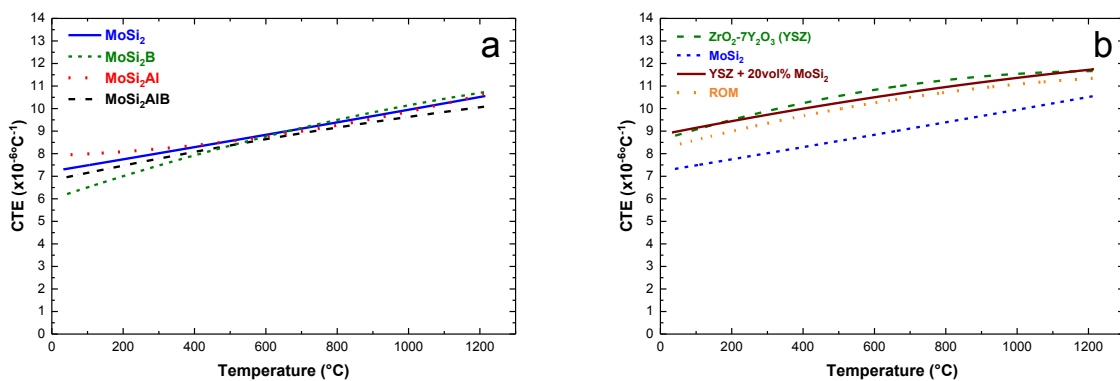 14
13
12
11
10
9
8
7
6
5
4
3
2
1
0
CTE (x10⁻⁶°C⁻¹)
MoSi₂
MoSi₂B
MoSi₂Al
MoSi₂AlB
a
0 200 400 600 800 1000 1200
Temperature (°C)
14
13
12
11
10
9
8
7
6
5
4
3
2
1
0
CTE (x10⁻⁶°C⁻¹)
ZrO₂-7Y₂O₃ (YSZ)
MoSi₂
YSZ + 20vol% MoSi₂
ROM
b
0 200 400 600 800 1000 1200
Temperature (°C)